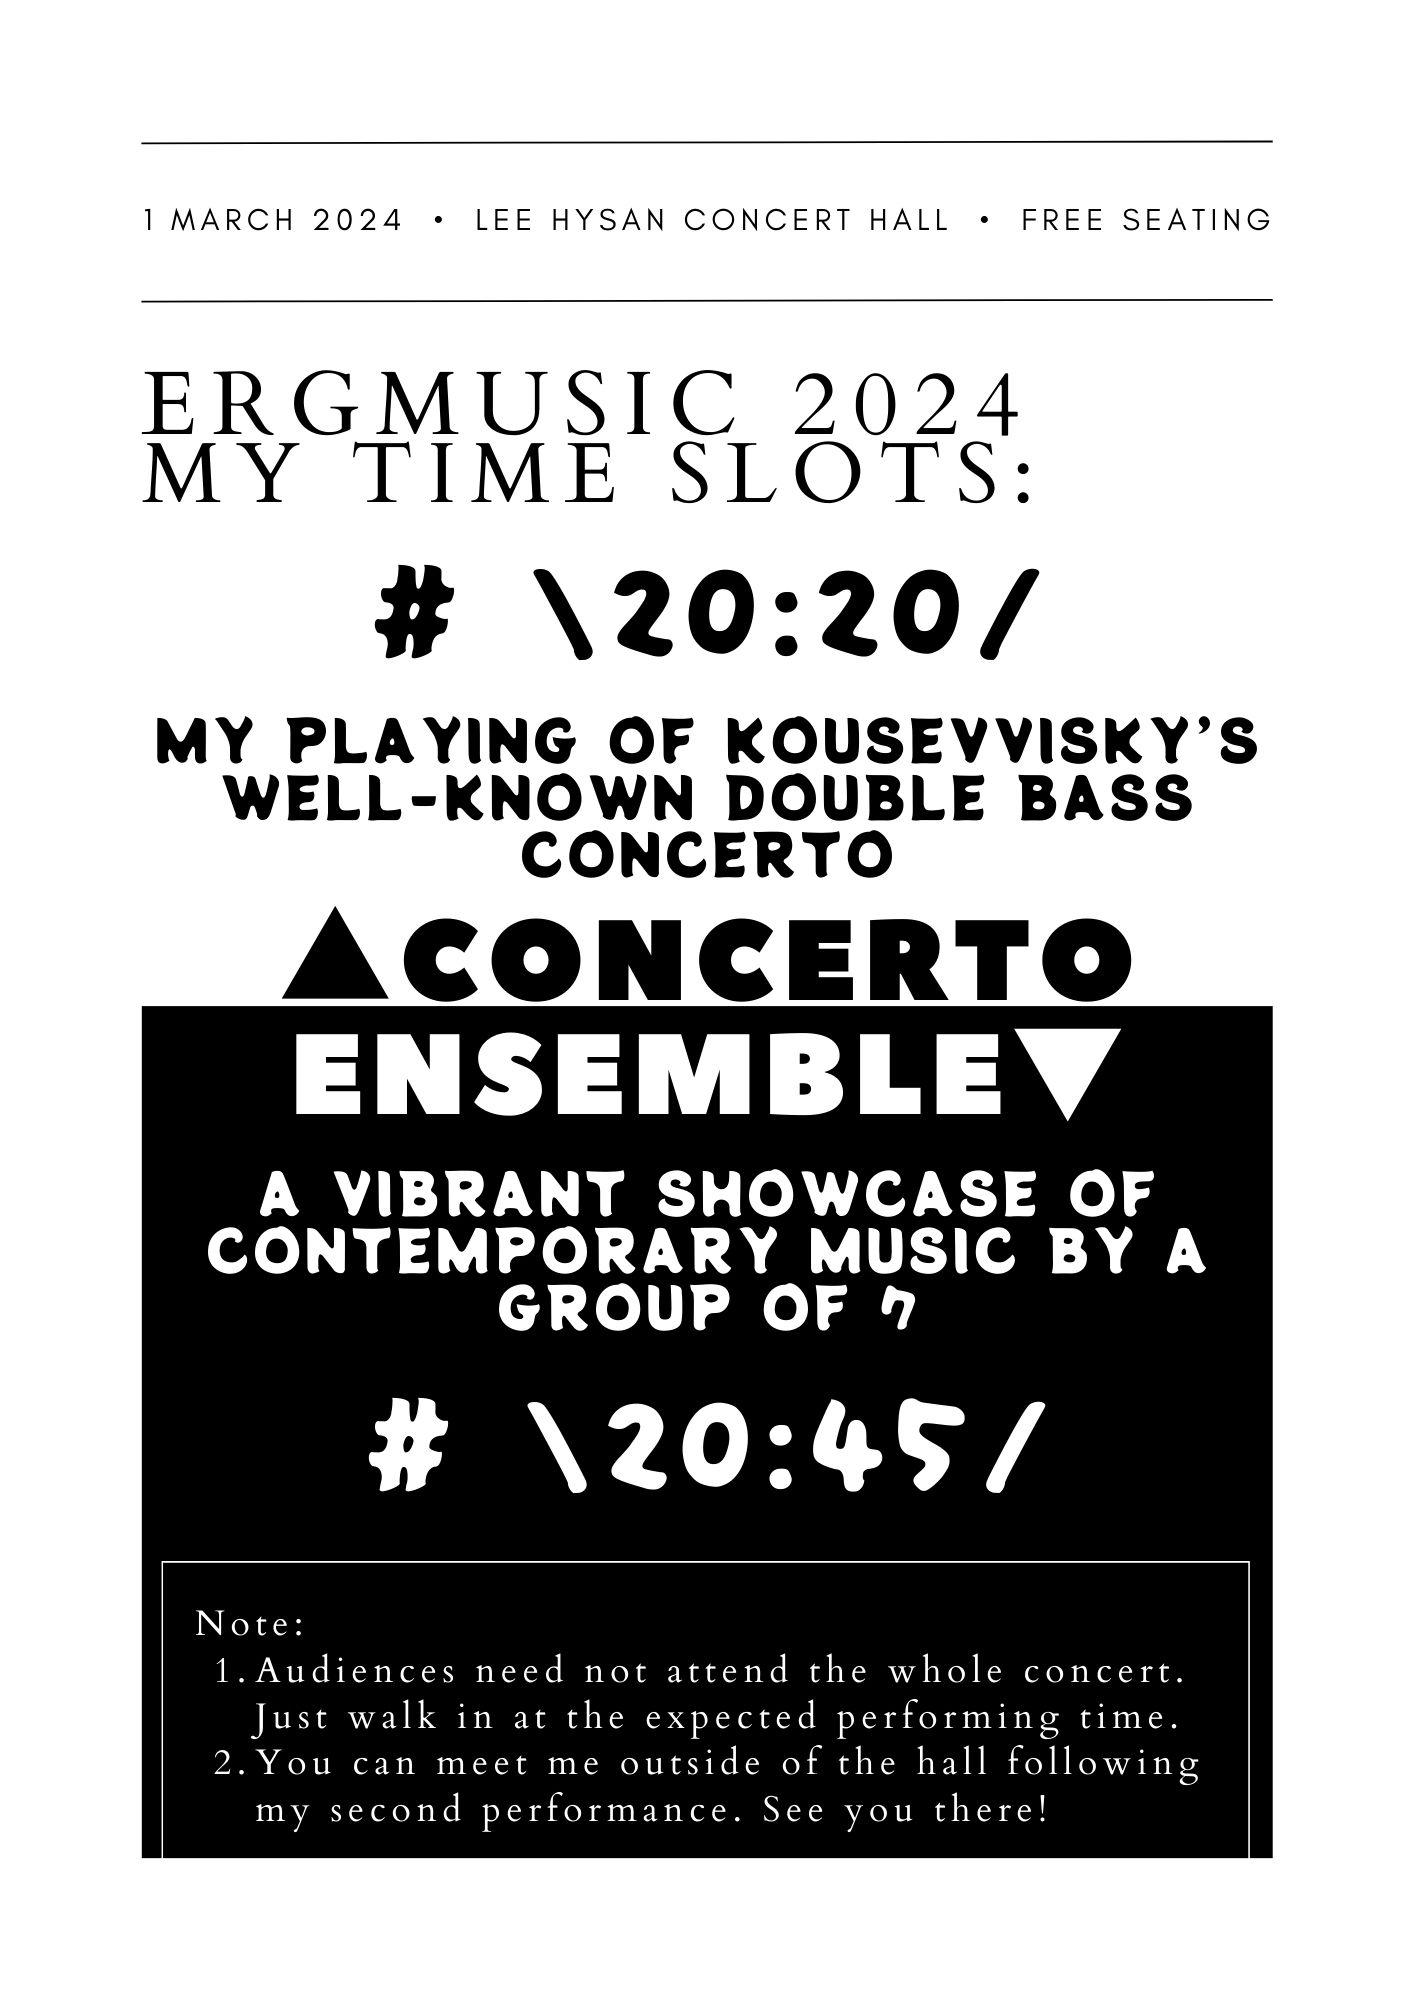 1 MARCH 2024 • LEE HYSAN CONCERT HALL • FREE SEATING
ERGMUSIC 2024
MY TIME SLOTS:
# \20:20/
MY PLAYING OF KOUSEVVISKY'S
WELL-KNOWN DOUBLE BASS
CONCERTO
▲CONCERTO
ENSEMBLE▼
A VIBRANT SHOWCASE OF
CONTEMPORARY MUSIC BY A
GROUP OF 7
# \20:45/
Note:
1. Audiences need not attend the whole concert.
Just walk in at the expected performing time.
2. You can meet me outside of the hall following
my second performance. See you there!